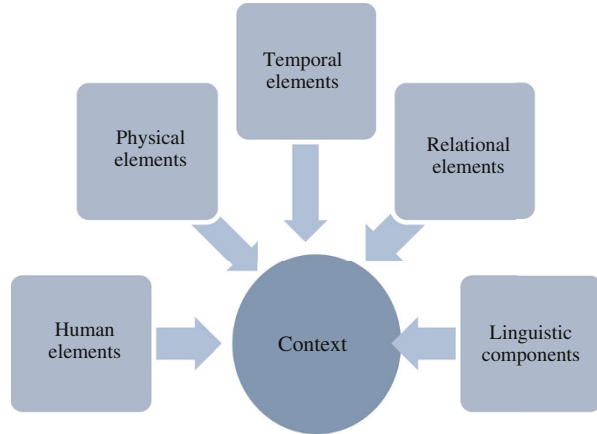 Temporal
elements
Physical
elements
Relational
elements
Human
elements
Context
Linguistic
components